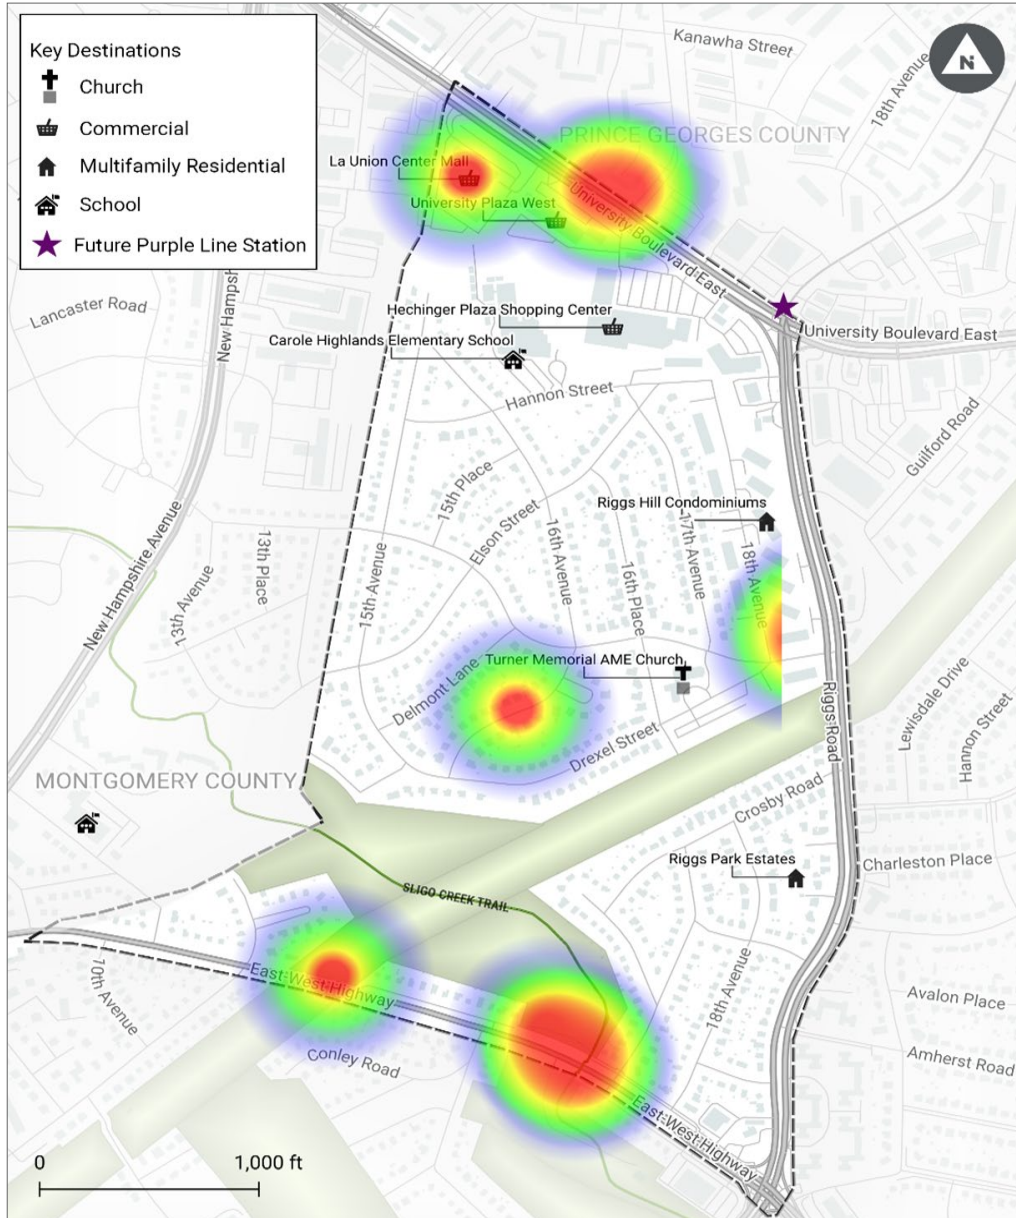 Key Destinations
Church
Commercial
Multifamily Residential
School
Future Purple Line Station
N
Kanawha Street
18th Avenue
PRINCE GEORGES COUNTY
La Union Center Mall
University Plaza West
University Boulevard East
University Boulevard East
Lancaster Road
New Hampsh
Hechinger Plaza Shopping Center
Carole Highlands Elementary School
Hannon Street
Guilford Road
15th Place
Elson Street
Riggs Hill Condominiums
16th Avenue
17th Avenue
18th Avenue
New Hampshire Avenue
13th Place
13th Avenue
15th Avenue
16th Place
Turner Memorial AME Church
Delmont Lane
Drexel Street
Riggs Road
Lewisdale Drive
Hannon Street
MONTGOMERY COUNTY
Crosby Road
Riggs Park Estates
Charleston Place
SLIGO CREEK TRAIL
10th Avenue
East-West Highway
18th Avenue
Avalon Place
Conley Road
Amherst Road
East-West Highway
0 1,000 ft